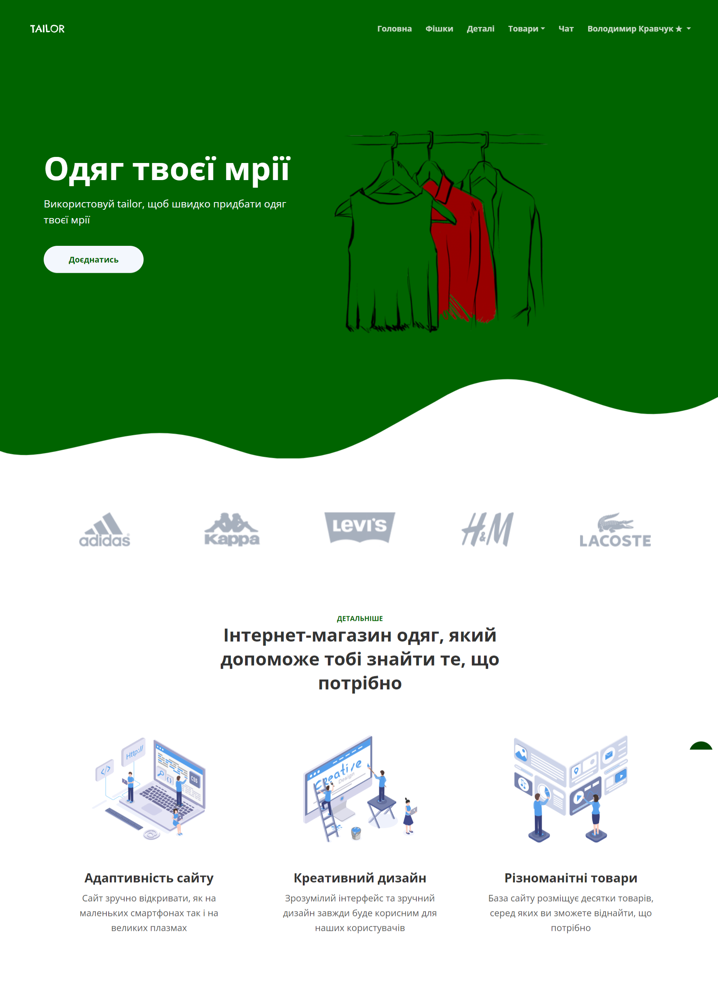 TAILOR
Головна Фішки Деталі Товари Чат Володимир Кравчук ★
Одяг твоєї мрії
Використовуй tailor, щоб швидко придбати одяг
твоєї мрії
Доєднатись
adidas ®
Kappa
Levi's
H&M
LACOSTE
ДЕТАЛЬНІШЕ
Інтернет-магазин одяг, який
допоможе тобі знайти те, що
потрібно
Http://
</>
{}
CSS
@
Creative
Design
Адаптивність сайту
Сайт зручно відкривати, як на
маленьких смартфонах так і на
великих плазмах
Креативний дизайн
Зрозумілий інтерфейс та зручний
дизайн завжди буде корисним для
наших користувачів
Різноманітні товари
База сайту розміщує десятки товарів,
серед яких ви зможете віднайти, що
потрібно